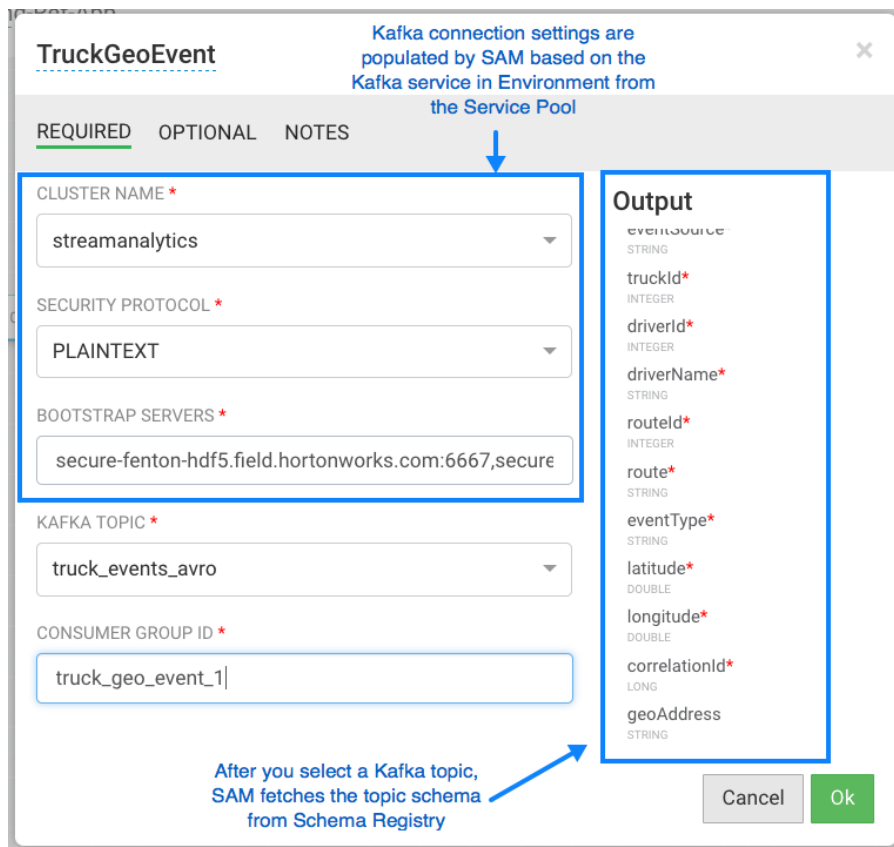 Kafka connection settings are
populated by SAM based on the
Kafka service in Environment from
the Service Pool
TruckGeoEvent
×
REQUIRED OPTIONAL NOTES
CLUSTER NAME *
streamanalytics
SECURITY PROTOCOL *
PLAINTEXT
BOOTSTRAP SERVERS *
secure-fenton-hdf5.field.hortonworks.com:6667,secure
KAFKA TOPIC *
truck_events_avro
CONSUMER GROUP ID *
truck_geo_event_1
Output
eventSource
STRING
truckId*
INTEGER
driverId*
INTEGER
driverName*
STRING
routeId*
INTEGER
route*
STRING
eventType*
STRING
latitude*
DOUBLE
longitude*
DOUBLE
correlationId*
LONG
geoAddress
STRING
After you select a Kafka topic,
SAM fetches the topic schema
from Schema Registry
Cancel
Ok